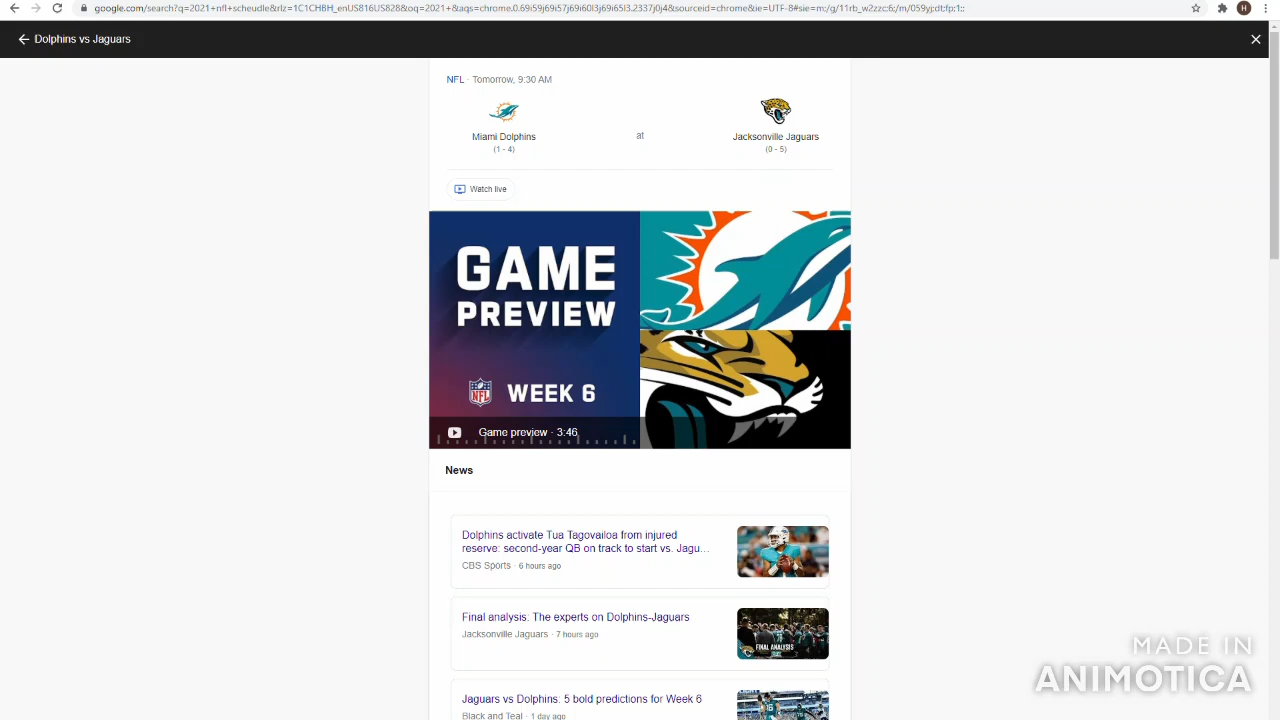 google.com/search?q=2021+nfl+scheudle&rlz=1C1CHBH_enUS816US828&oq=2021+&aqs=chrome.0.69i59j69i57j69i60l3j69i65l3.2337j0j4&sourceid=chrome&ie=UTF-8#sie=m;/g/11rb_w2zzc;6;/m/059yj;dt;fp;1;;
H
Dolphins vs Jaguars
NFL · Tomorrow, 9:30 AM
Miami Dolphins
(1 - 4)
at
Jacksonville Jaguars
(0 - 5)
Watch live
GAME
PREVIEW
NFL
WEEK 6
Game preview · 3:46
News
Dolphins activate Tua Tagovailoa from injured
reserve: second-year QB on track to start vs. Jagu...
CBS Sports · 6 hours ago
Final analysis: The experts on Dolphins-Jaguars
Jacksonville Jaguars · 7 hours ago
FINAL ANALYSIS
Jaguars vs Dolphins: 5 bold predictions for Week 6
Black and Teal · 1 day ago
MADE IN
ANIMOTICA